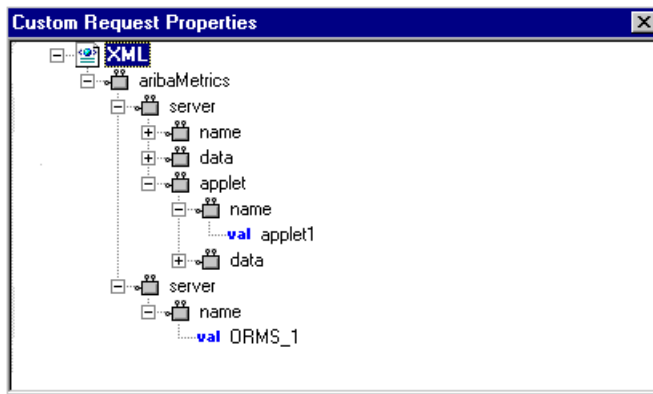 Custom Request Properties
XML
aribaMetrics
server
name
data
applet
name
val applet1
data
server
name
val ORMS_1